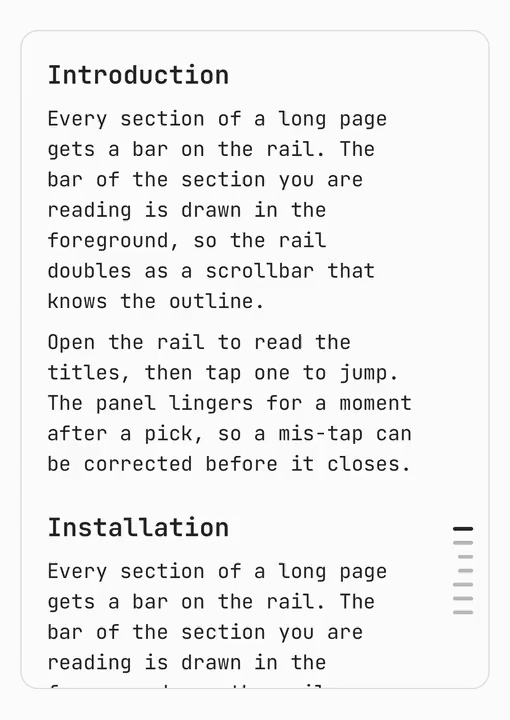 Introduction
Every section of a long page
gets a bar on the rail. The
bar of the section you are
reading is drawn in the
foreground, so the rail
doubles as a scrollbar that
knows the outline.
Open the rail to read the
titles, then tap one to jump.
The panel lingers for a moment
after a pick, so a mis-tap can
be corrected before it closes.
Installation
Every section of a long page
gets a bar on the rail. The
bar of the section you are
reading is drawn in the